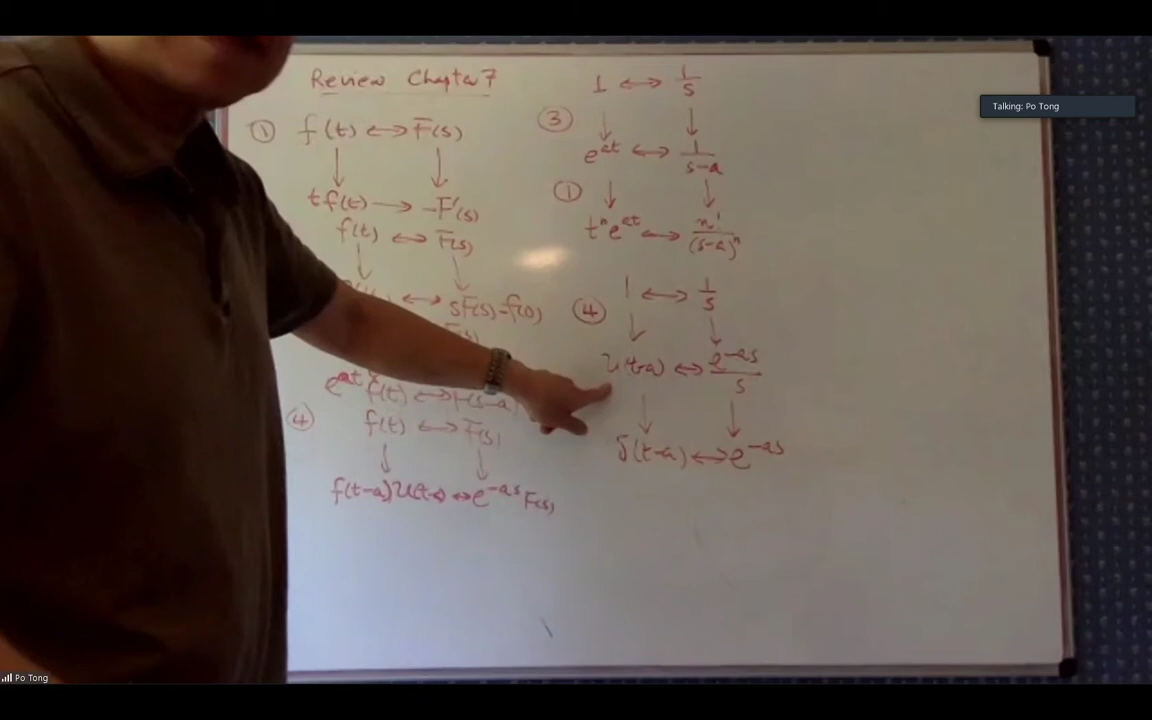 Review Chapter 7
① f(t) ↔ F(s)
↓ ↓
t f(t) → -F'(s)
f(t) ↔ F(s)
↓ ↓
↔ sF(s)-f(0)
F(s)
e^{at} f(t) ↔ F(s-a)
④ f(t) ↔ F(s)
↓ ↓
f(t-a) U(t-a) ↔ e^{-as} F(s)
1 ↔ 1/s
③ ↓ ↓
e^{at} ↔ 1/(s-a)
① ↓ ↓
t^n e^{at} ↔ n!/(s-a)^n
1 ↔ 1/s
④ ↓ ↓
U(t-a) ↔ e^{-as}/s
↓ ↓
δ(t-a) ↔ e^{-as}
Talking: Po Tong
Po Tong